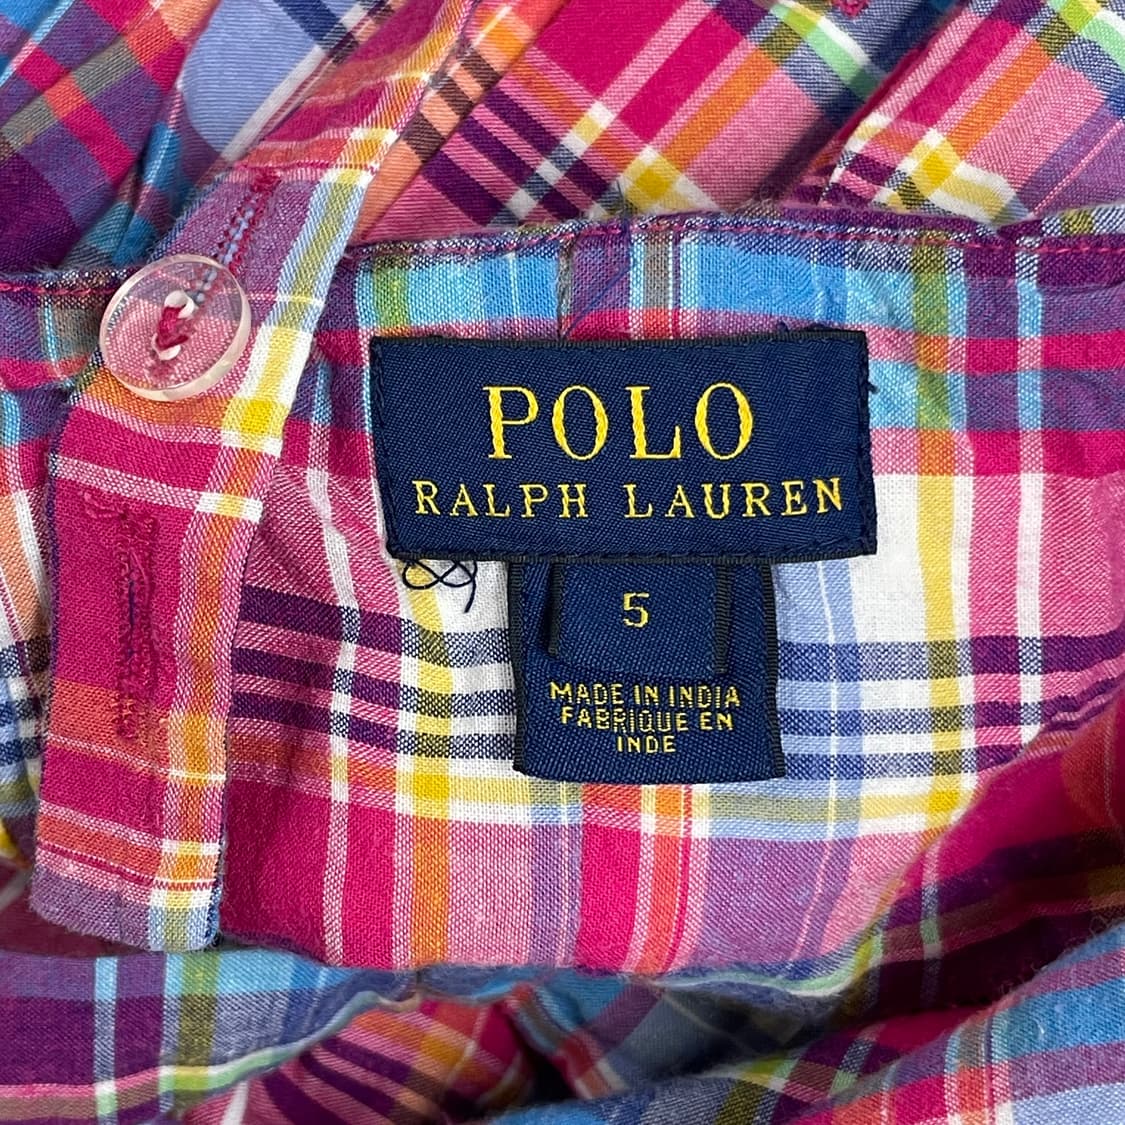 POLO
RALPH LAUREN
5
MADE IN INDIA
FABRIQUE EN
INDE